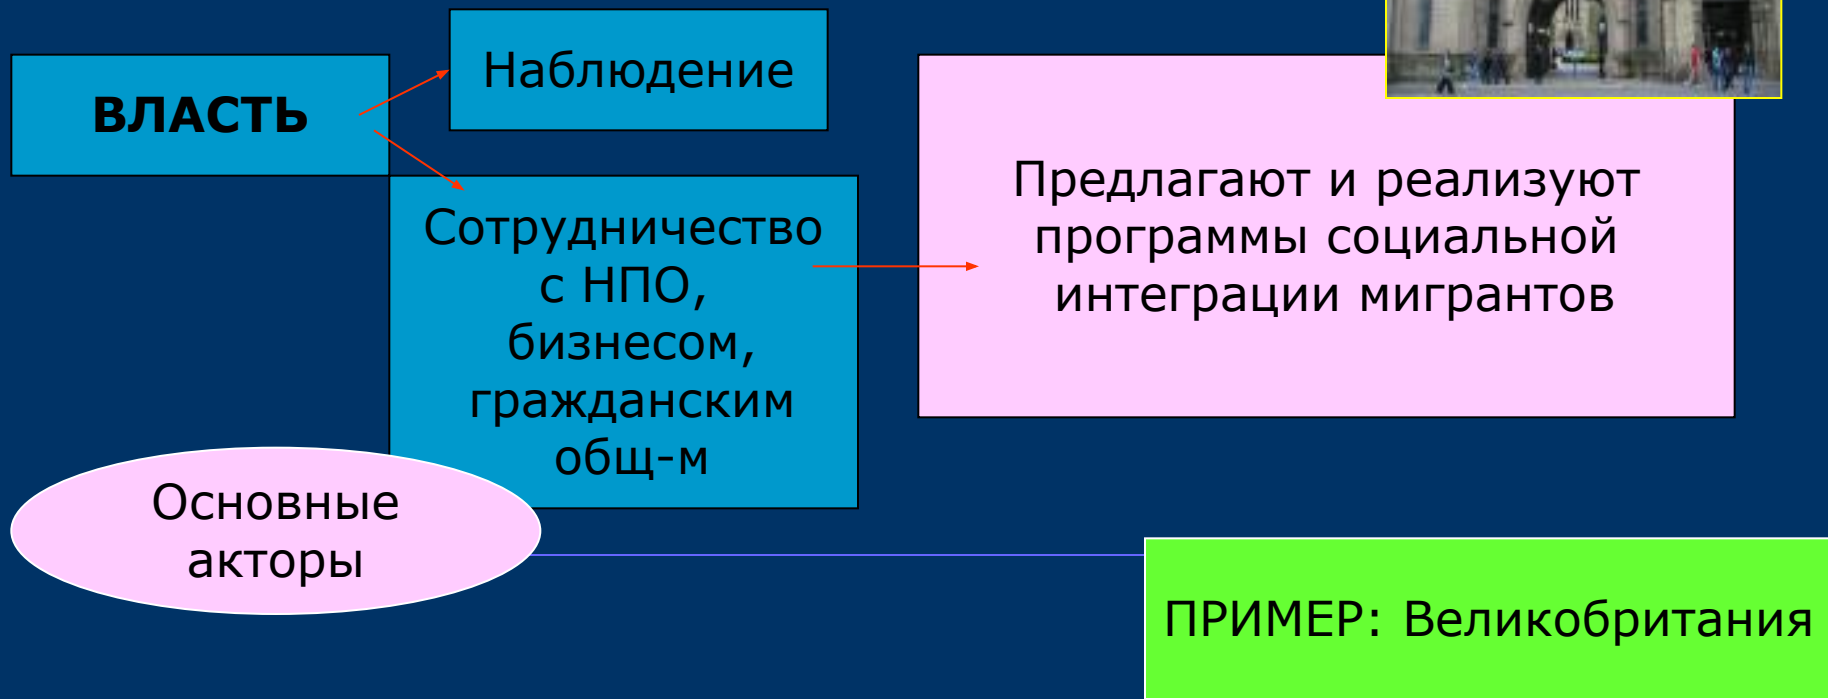 ВЛАСТЬ
Наблюдение
Сотрудничество
с НПО,
бизнесом,
гражданским
общ-м
Предлагают и реализуют
программы социальной
интеграции мигрантов
Основные
акторы
ПРИМЕР: Великобритания